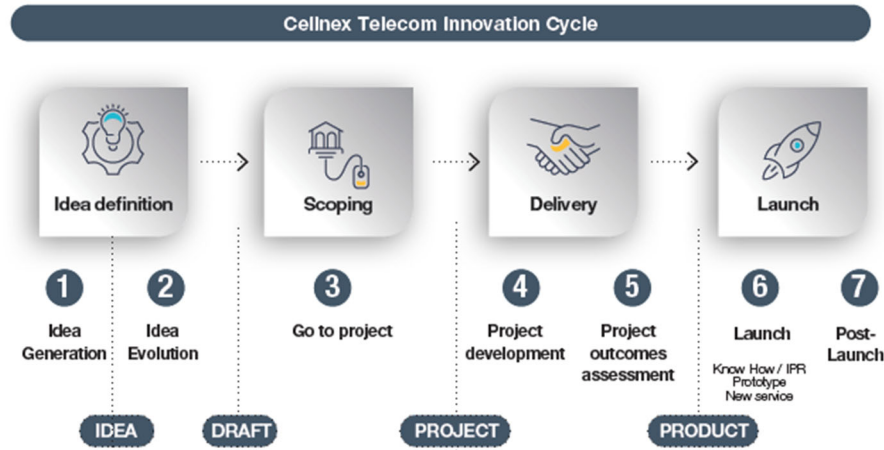 Cellnex Telecom Innovation Cycle
Idea definition
Scoping
Delivery
Launch
1
2
3
4
5
6
7
Idea
Generation
Idea
Evolution
Go to project
Project
development
Project
outcomes
assessment
Launch
Know How / IPR
Prototype
New service
Post-
Launch
IDEA
DRAFT
PROJECT
PRODUCT